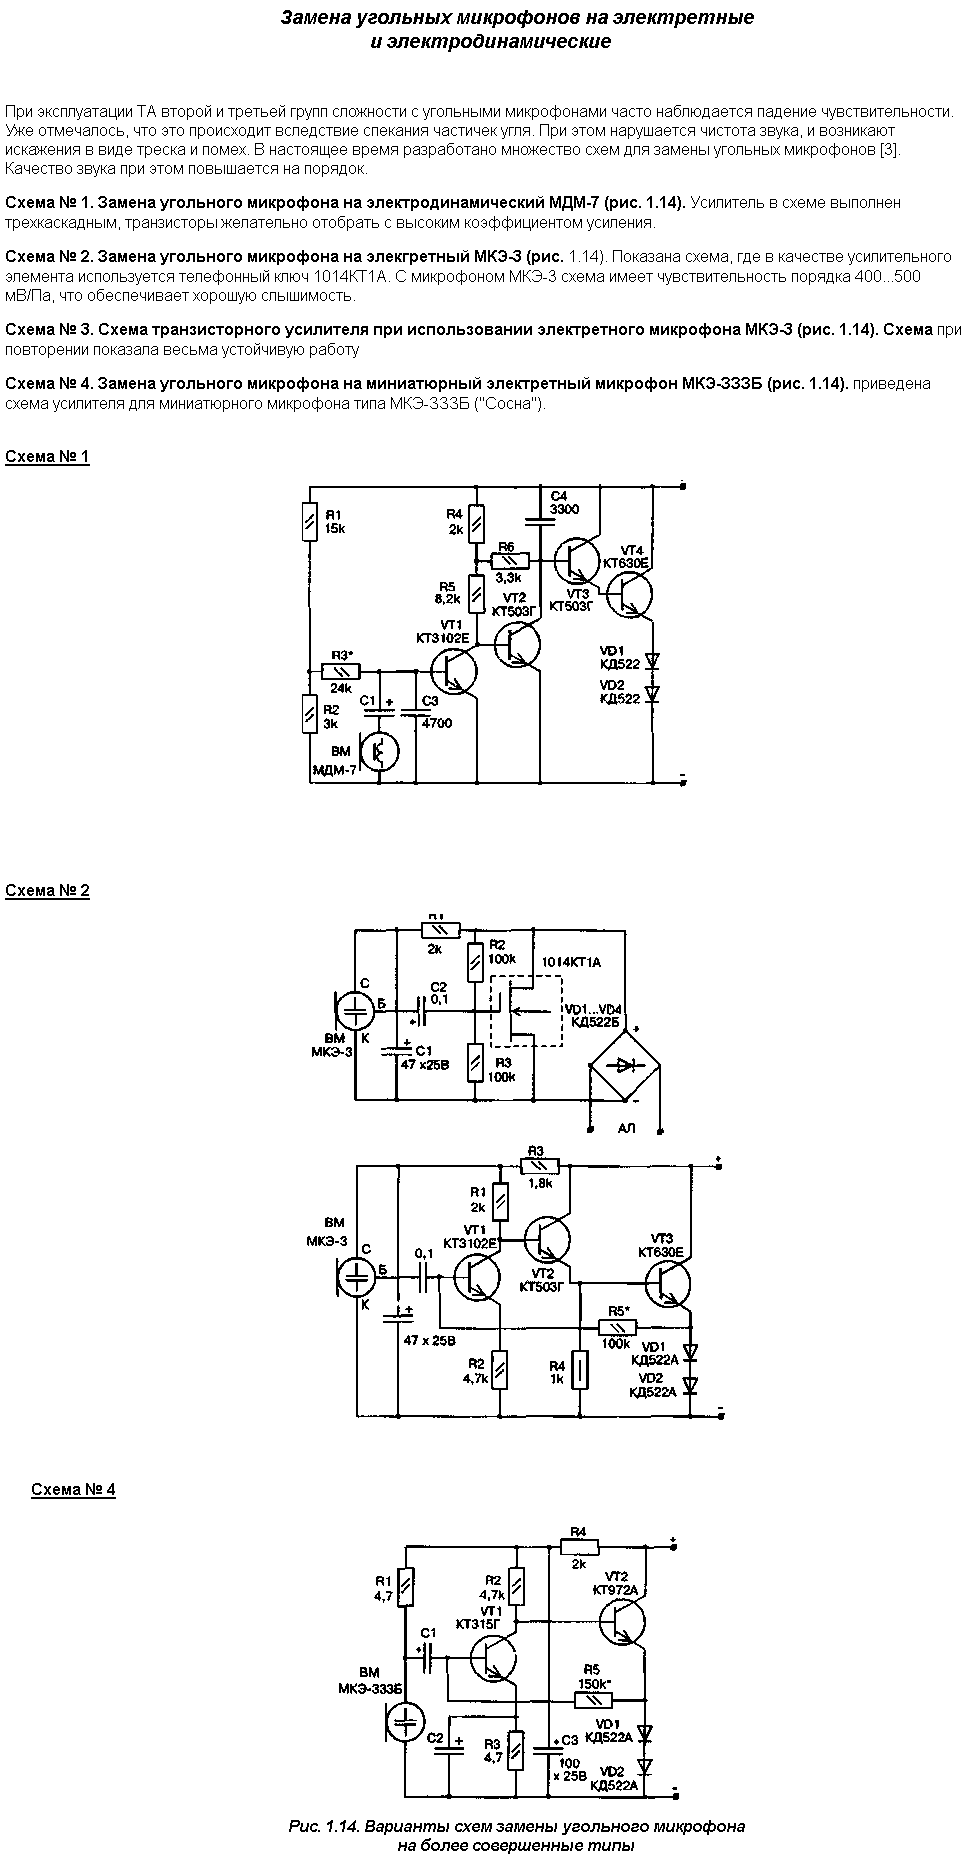 Замена угольных микрофонов на электретные
и электродинамические
При эксплуатации ТА второй и третьей групп сложности с угольными микрофонами часто наблюдается падение чувствительности.
Уже отмечалось, что это происходит вследствие спекания частичек угля. При этом нарушается чистота звука, и возникают
искажения в виде треска и помех. В настоящее время разработано множество схем для замены угольных микрофонов [3].
Качество звука при этом повышается на порядок.
Схема № 1. Замена угольного микрофона на электродинамический МДМ-7 (рис. 1.14). Усилитель в схеме выполнен
трехкаскадным, транзисторы желательно отобрать с высоким коэффициентом усиления.
Схема № 2. Замена угольного микрофона на элекгретный МКЭ-3 (рис. 1.14). Показана схема, где в качестве усилительного
элемента используется телефонный ключ 1014КТ1А. С микрофоном МКЭ-3 схема имеет чувствительность порядка 400...500
мВ/Па, что обеспечивает хорошую слышимость.
Схема № 3. Схема транзисторного усилителя при использовании электретного микрофона МКЭ-3 (рис. 1.14). Схема при
повторении показала весьма устойчивую работу
Схема № 4. Замена угольного микрофона на миниатюрный электретный микрофон МКЭ-333Б (рис. 1.14). приведена
схема усилителя для миниатюрного микрофона типа МКЭ-333Б ("Сосна").
Схема № 1
C4
3300
R1
15k
R4
2k
R6
3,3k
VT4
КТ630Е
VT3
КТ503Г
R5
8,2k
VT2
КТ503Г
VT1
КТ3102Е
R3*
24k
VD1
КД522
VD2
КД522
R2
3k
C1 +
C3
4700
ВМ
МДМ-7
-
Схема № 2
R1
2k
R2
100k
1014КТ1А
С
Б
К
C2
0,1
+
VD1...VD4
КД522Б
ВМ
МКЭ-3
+
C1
47 x25В
R3
100k
+
-
АЛ
R3
1,8k
+
R1
2k
ВМ
МКЭ-3
С
Б
К
VT1
КТ3102Е
0,1
VT2
КТ503Г
VT3
КТ630Е
+
47 x 25В
R5*
100k
R2
4,7k
R4
1k
VD1
КД522А
VD2
КД522А
-
Схема № 4
R4
2k
+
R1
4,7
R2
4,7k
VT2
КТ972А
VT1
КТ315Г
C1
+
ВМ
МКЭ-333Б
R5
150k*
C2 +
R3
4,7
+ C3
100
x 25В
VD1
КД522А
VD2
КД522А
-
Рис. 1.14. Варианты схем замены угольного микрофона
на более совершенные типы